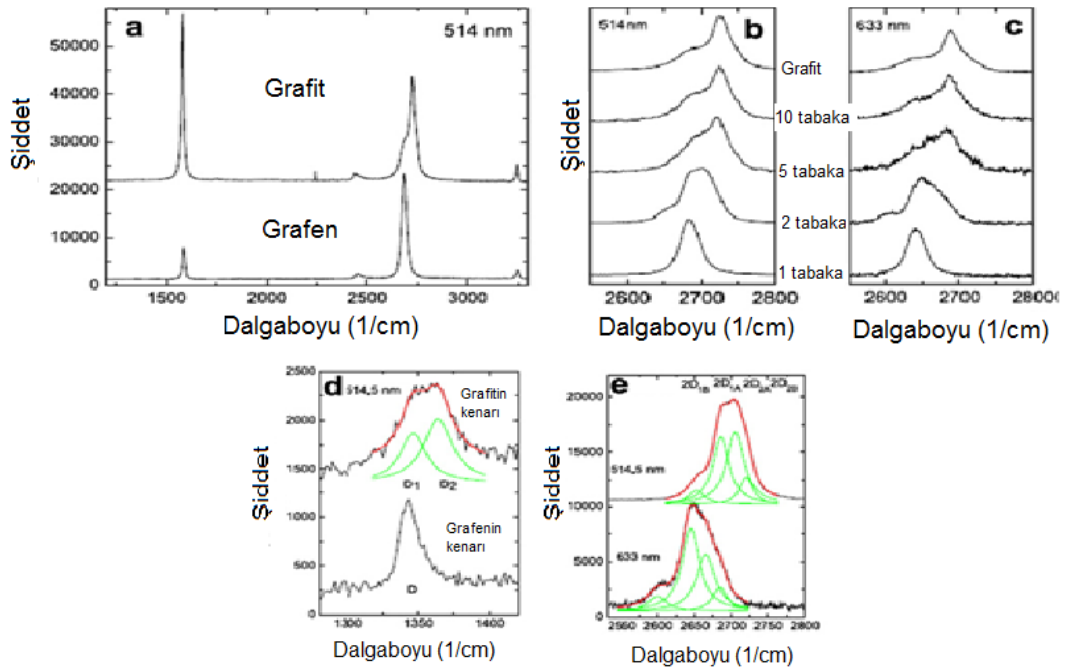 a
514 nm
Grafit
Grafen
Şiddet
50000
40000
30000
20000
10000
0
1500
2000
2500
3000
Dalgaboyu (1/cm)
b
514nm
Şiddet
2600
2700
2800
Dalgaboyu (1/cm)
Grafit
10 tabaka
5 tabaka
2 tabaka
1 tabaka
633 nm
c
2600
2700
2800
Dalgaboyu (1/cm)
d
514.5 nm
Grafitin
kenarı
D1
D2
Grafenin
kenarı
D
Şiddet
2500
2000
1500
1000
500
0
1300
1350
1400
Dalgaboyu (1/cm)
e
2D1B 2D1A 2D2A 2D2B
514.5 nm
633 nm
Şiddet
20000
15000
10000
5000
0
2550
2600
2650
2700
2750
2800
Dalgaboyu (1/cm)